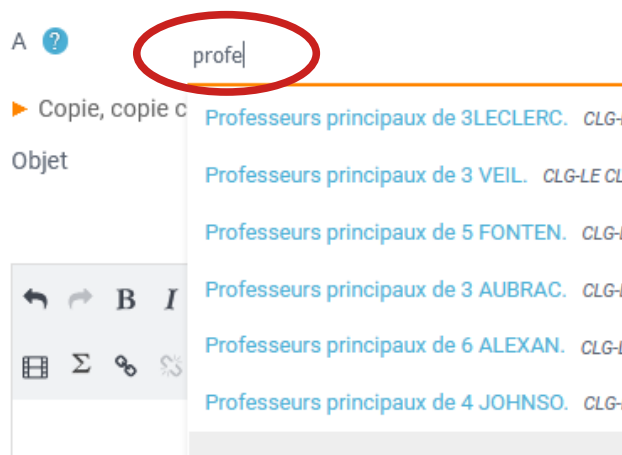 A ?
profe
Copie, copie c
Professeurs principaux de 3LECLERC. CLG-
Objet
Professeurs principaux de 3 VEIL. CLG-LE CL
Professeurs principaux de 5 FONTEN. CLG-
B I
Professeurs principaux de 3 AUBRAC. CLG-
Professeurs principaux de 6 ALEXAN. CLG-
Σ
Professeurs principaux de 4 JOHNSO. CLG-